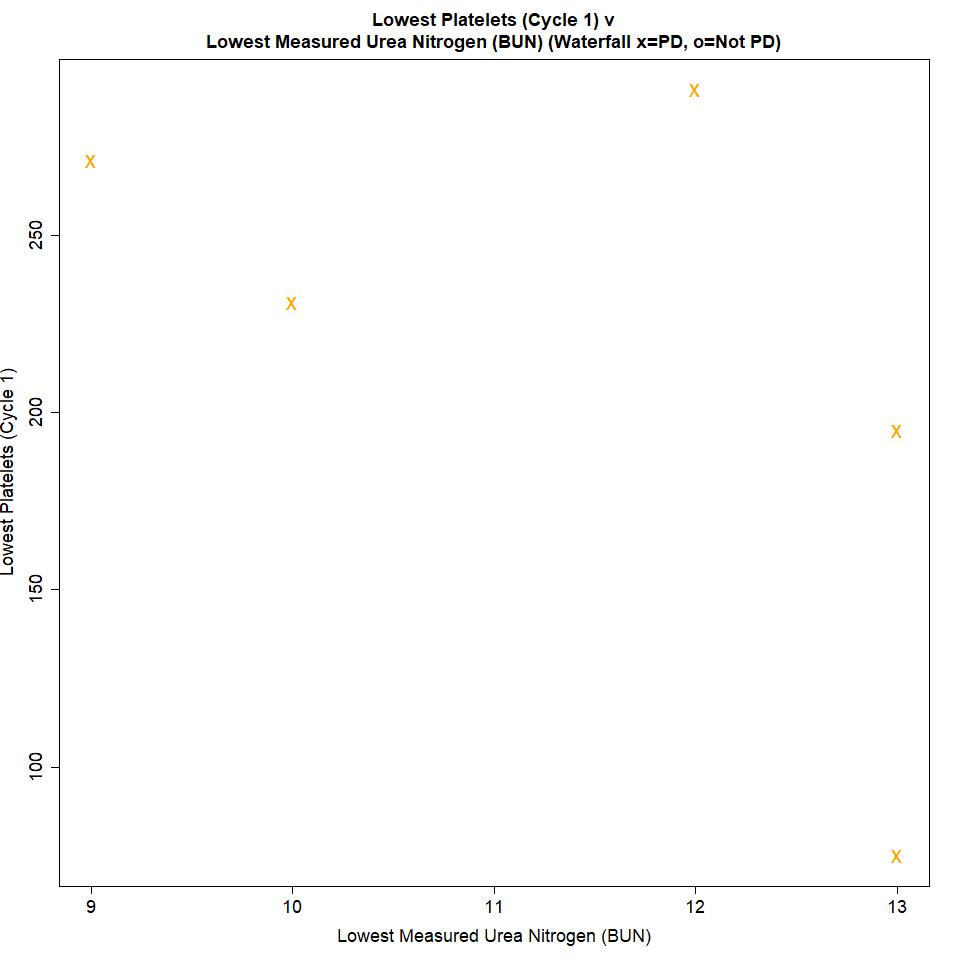 Lowest Platelets (Cycle 1) v
Lowest Measured Urea Nitrogen (BUN) (Waterfall x=PD, o=Not PD)
X
X
X
X
X
250
200
150
100
Lowest Platelets (Cycle 1)
9 10 11 12 13
Lowest Measured Urea Nitrogen (BUN)